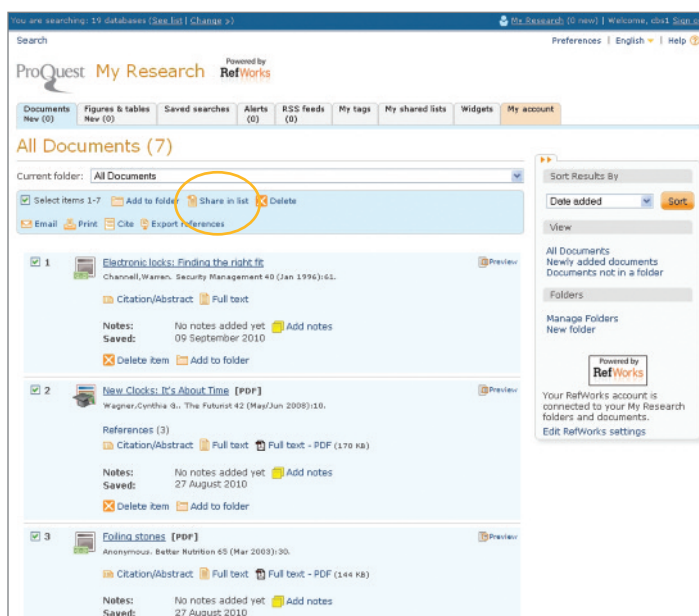 You are searching: 19 databases (See list | Change >)
My Research (0 new) | Welcome, cbs1 Sign o
Search
Preferences | English | Help
ProQuest My Research Powered by RefWorks
Documents Figures & tables Saved searches Alerts RSS feeds My tags My shared lists Widgets My account
New (0) New (0) (0) (0)
All Documents (7)
Current folder: All Documents
Select items 1-7 Add to folder Share in list Delete
Email Print Cite Export references
1 Electronic locks: Finding the right fit Preview
Channell,Warren. Security Management 40 (Jan 1996):61.
Citation/Abstract Full text
Notes: No notes added yet Add notes
Saved: 09 September 2010
Delete item Add to folder
2 New Clocks: It's About Time [PDF] Preview
Wagner,Cynthia G.. The Futurist 42 (May/Jun 2008):10.
References (3)
Citation/Abstract Full text Full text - PDF (170 KB)
Notes: No notes added yet Add notes
Saved: 27 August 2010
Delete item Add to folder
3 Foiling stones [PDF] Preview
Anonymous. Better Nutrition 65 (Mar 2003):30.
Citation/Abstract Full text Full text - PDF (144 KB)
Notes: No notes added yet Add notes
Saved: 27 August 2010
Sort Results By
Date added Sort
View
All Documents
Newly added documents
Documents not in a folder
Folders
Manage Folders
New folder
Powered by
RefWorks
Your RefWorks account is
connected to your My Research
folders and documents.
Edit RefWorks settings